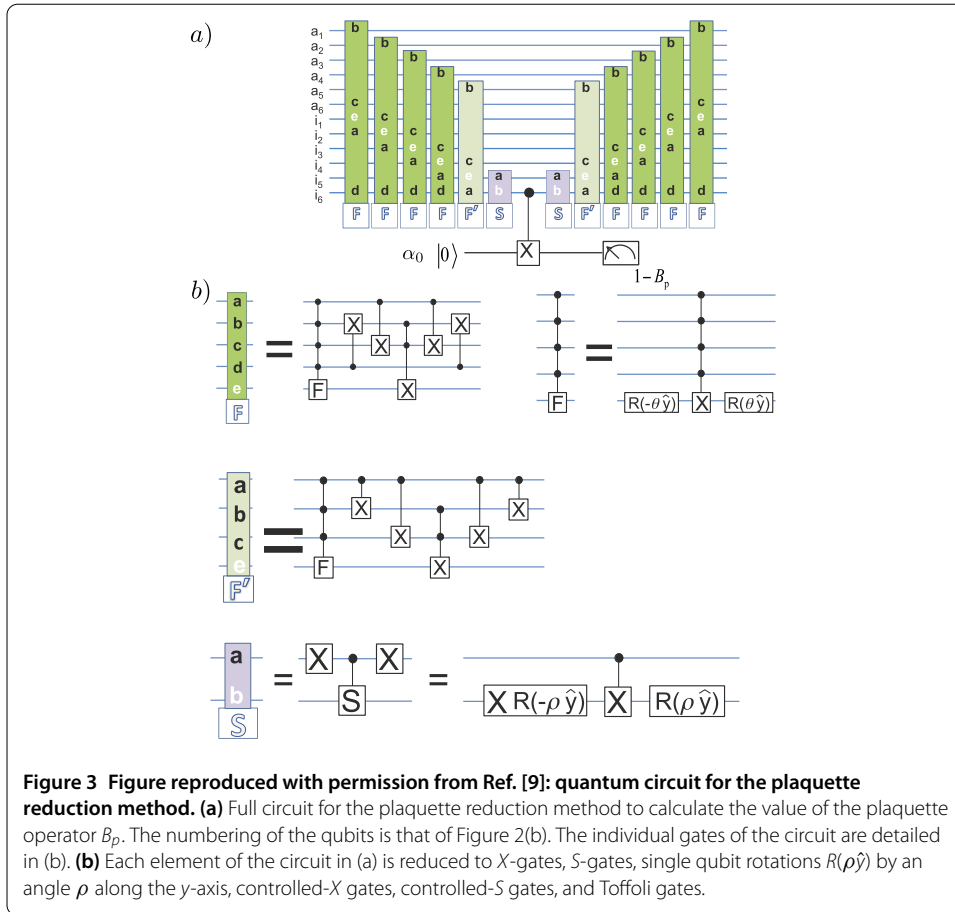 a)
a1
a2
a3
a4
a5
a6
i1
i2
i3
i4
i5
i6
b b b b b b b b b b
c c c c c c c c c c
e e e e e e e e e e
a a a a a a a a a a a a
d d d d b b d d d d
F F F F F' S S F' F F F F
α0 |0⟩ X
1−Bp
b)
a
b
c
d
e
F
=
X X
X X
F X
F
=
R(-θŷ) X R(θŷ)
a
b
c
e
F'
=
X X
X X
F X
a
b
S
= X X
S
= X R(-ρŷ) X R(ρŷ)
Figure 3 Figure reproduced with permission from Ref. [9]: quantum circuit for the plaquette
reduction method. (a) Full circuit for the plaquette reduction method to calculate the value of the plaquette
operator Bp. The numbering of the qubits is that of Figure 2(b). The individual gates of the circuit are detailed
in (b). (b) Each element of the circuit in (a) is reduced to X-gates, S-gates, single qubit rotations R(ρŷ) by an
angle ρ along the y-axis, controlled-X gates, controlled-S gates, and Toffoli gates.